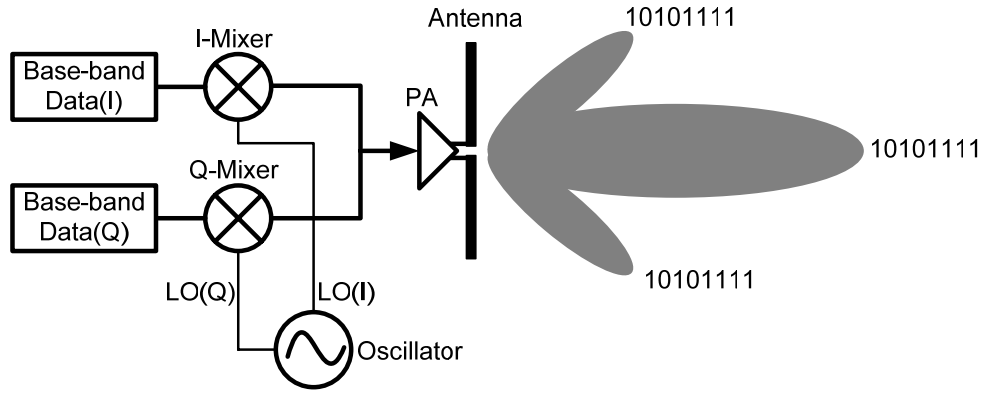 Antenna
10101111
I-Mixer
Base-band
Data(I)
PA
10101111
Q-Mixer
Base-band
Data(Q)
10101111
LO(Q)
LO(I)
Oscillator